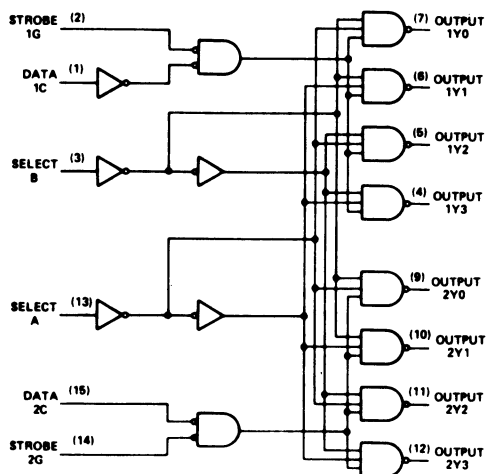 STROBE (2)
1G
DATA (1)
1C
SELECT (3)
B
SELECT (13)
A
DATA (15)
2C
STROBE (14)
2G
(7) OUTPUT
1Y0
(6) OUTPUT
1Y1
(5) OUTPUT
1Y2
(4) OUTPUT
1Y3
(9) OUTPUT
2Y0
(10) OUTPUT
2Y1
(11) OUTPUT
2Y2
(12) OUTPUT
2Y3